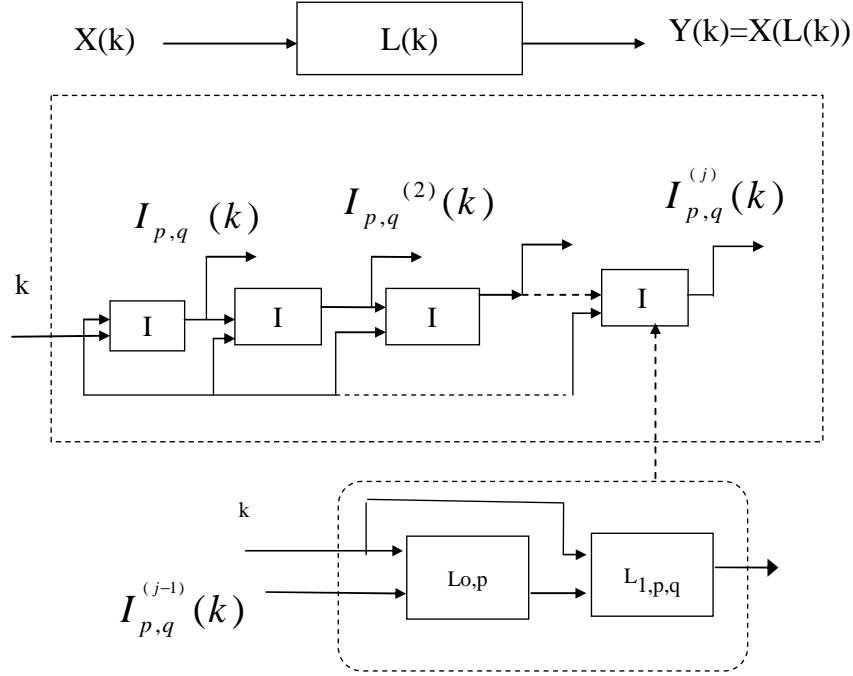 X(k) L(k) Y(k)=X(L(k))
I_{p,q} (k) I_{p,q}^{(2)}(k) I_{p,q}^{(j)}(k)
k
I I I I
k
I_{p,q}^{(j-1)}(k)
Lo,p L_{1,p,q}